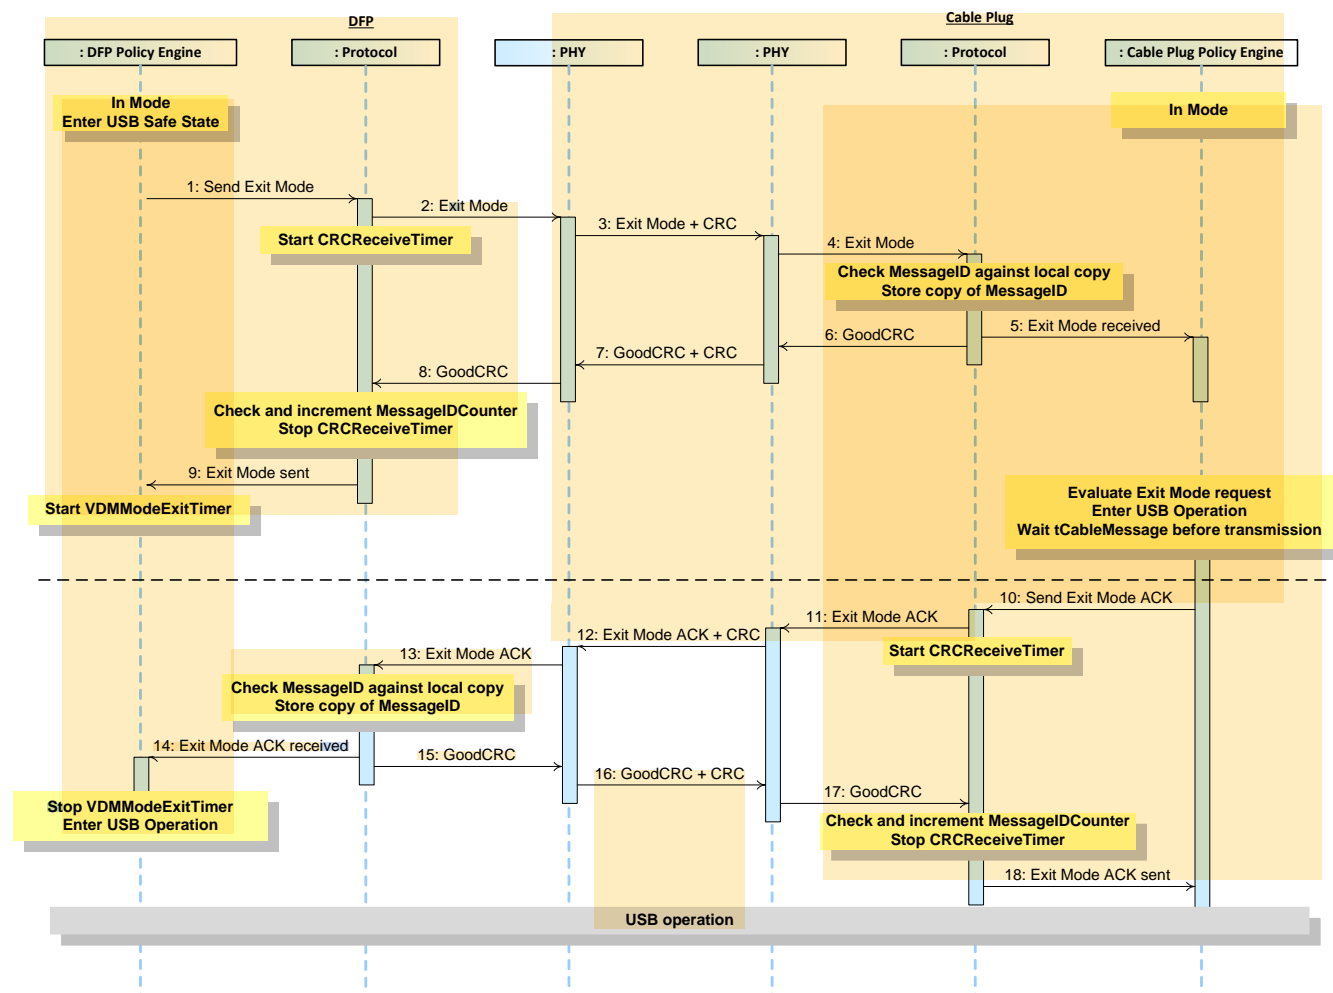 DFP
Cable Plug
: DFP Policy Engine
: Protocol
: PHY
: PHY
: Protocol
: Cable Plug Policy Engine
In Mode
Enter USB Safe State
In Mode
1: Send Exit Mode
2: Exit Mode
3: Exit Mode + CRC
Start CRCReceiveTimer
4: Exit Mode
Check MessageID against local copy
Store copy of MessageID
5: Exit Mode received
6: GoodCRC
7: GoodCRC + CRC
8: GoodCRC
Check and increment MessageIDCounter
Stop CRCReceiveTimer
9: Exit Mode sent
Start VDMModeExitTimer
Evaluate Exit Mode request
Enter USB Operation
Wait tCableMessage before transmission
10: Send Exit Mode ACK
11: Exit Mode ACK
12: Exit Mode ACK + CRC
Start CRCReceiveTimer
13: Exit Mode ACK
Check MessageID against local copy
Store copy of MessageID
14: Exit Mode ACK received
15: GoodCRC
16: GoodCRC + CRC
17: GoodCRC
Stop VDMModeExitTimer
Enter USB Operation
Check and increment MessageIDCounter
Stop CRCReceiveTimer
18: Exit Mode ACK sent
USB operation